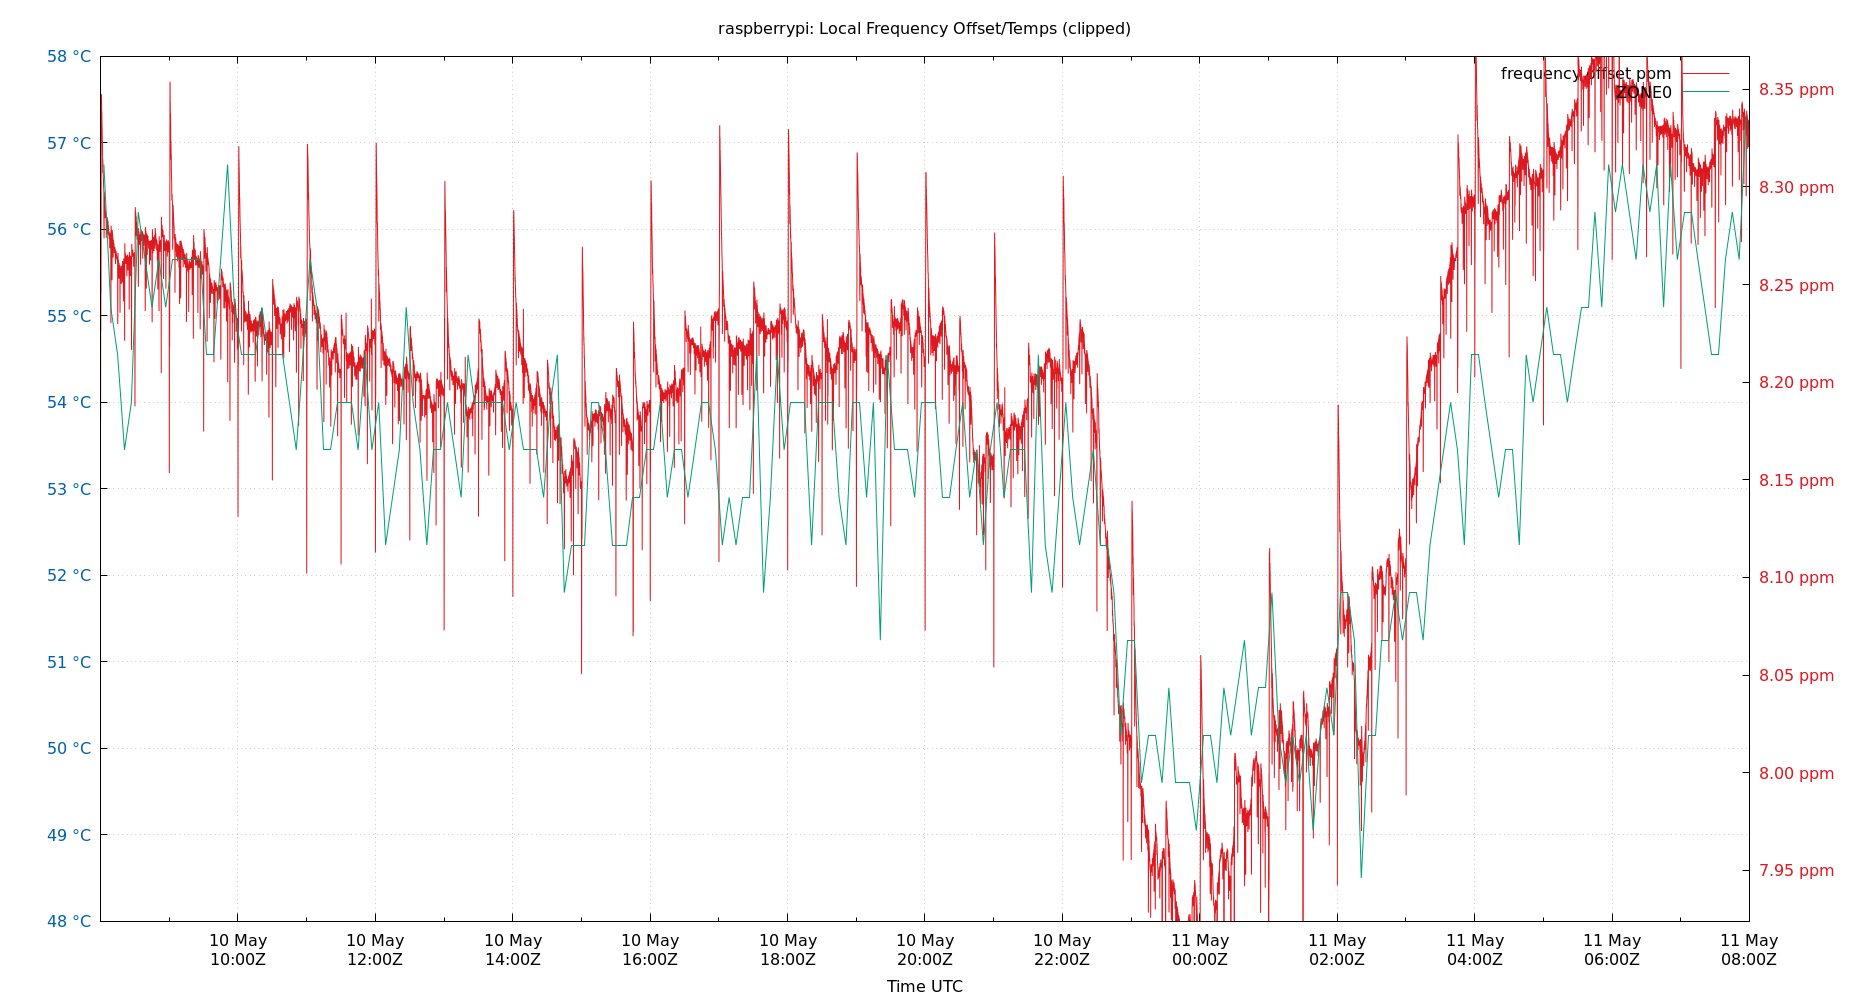 raspberrypi: Local Frequency Offset/Temps (clipped)
58 °C
57 °C
56 °C
55 °C
54 °C
53 °C
52 °C
51 °C
50 °C
49 °C
48 °C
frequency offset ppm
ZONE0
8.35 ppm
8.30 ppm
8.25 ppm
8.20 ppm
8.15 ppm
8.10 ppm
8.05 ppm
8.00 ppm
7.95 ppm
10 May
10:00Z
10 May
12:00Z
10 May
14:00Z
10 May
16:00Z
10 May
18:00Z
10 May
20:00Z
10 May
22:00Z
11 May
00:00Z
11 May
02:00Z
11 May
04:00Z
11 May
06:00Z
11 May
08:00Z
Time UTC